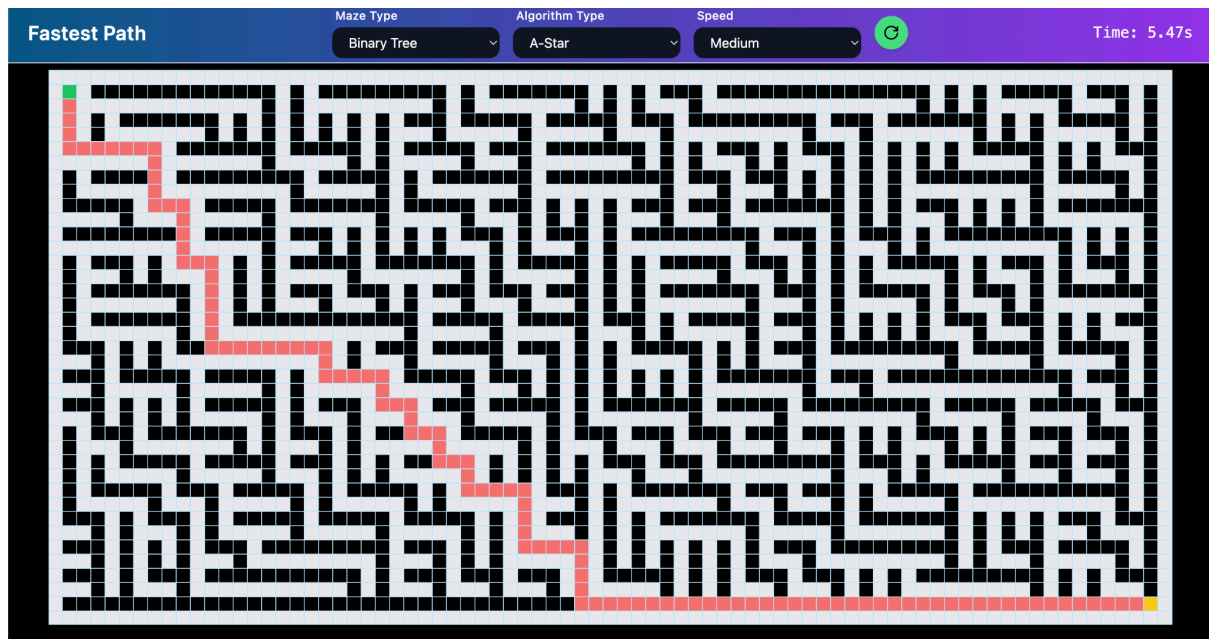 Maze Type
Algorithm Type
Speed
Fastest Path
Binary Tree
A-Star
Medium
Time: 5.47s